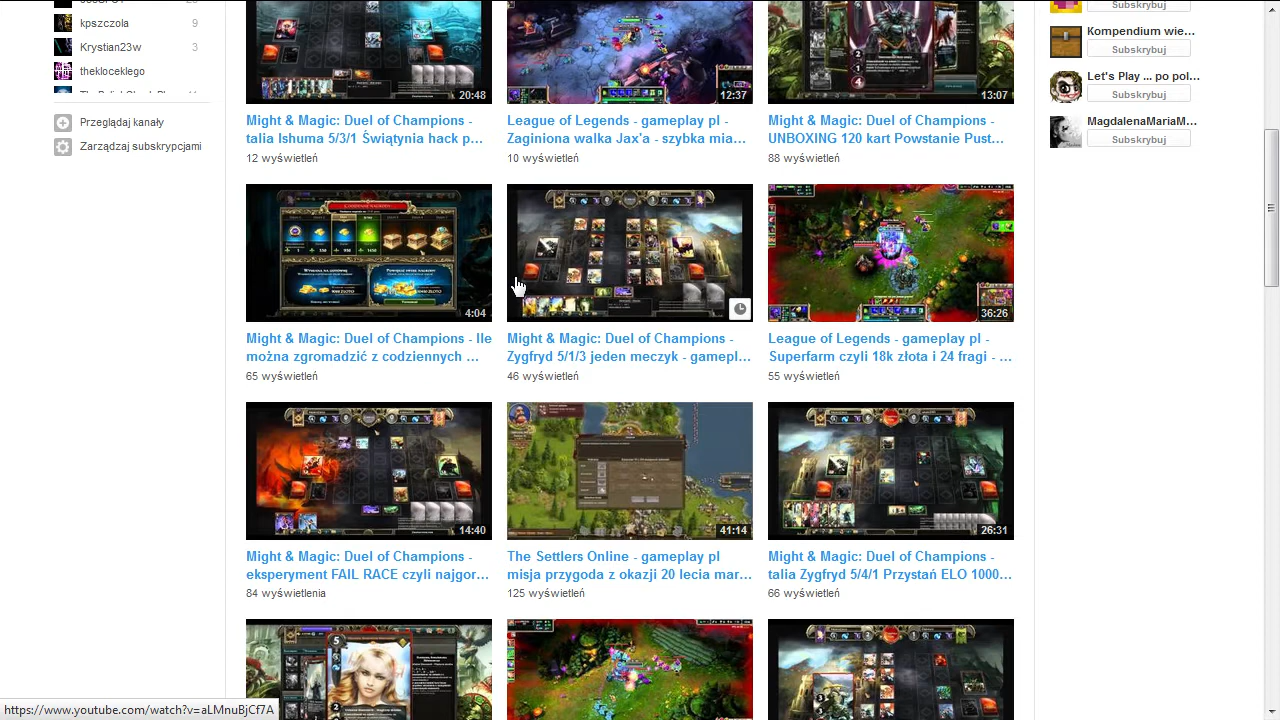 kpszczola 9
Krystian23w 3
thekloceklego
Przeglądaj kanały
Zarządzaj subskrypcjami
20:48
Might & Magic: Duel of Champions -
talia Ishuma 5/3/1 Świątynia hack p...
12 wyświetleń
12:37
League of Legends - gameplay pl -
Zaginiona walka Jax'a - szybka mia...
10 wyświetleń
13:07
Might & Magic: Duel of Champions -
UNBOXING 120 kart Powstanie Pust...
88 wyświetleń
4:04
Might & Magic: Duel of Champions - Ile
można zgromadzić z codziennych ...
65 wyświetleń
Might & Magic: Duel of Champions -
Zygfryd 5/1/3 jeden meczyk - gamepl...
46 wyświetleń
36:26
League of Legends - gameplay pl -
Superfarm czyli 18k złota i 24 fragi - ...
55 wyświetleń
14:40
Might & Magic: Duel of Champions -
eksperyment FAIL RACE czyli najgor...
84 wyświetlenia
41:14
The Settlers Online - gameplay pl
misja przygoda z okazji 20 lecia mar...
125 wyświetleń
26:31
Might & Magic: Duel of Champions -
talia Zygfryd 5/4/1 Przystań ELO 1000...
66 wyświetleń
Subskrybuj
Kompendium wie...
Subskrybuj
Let's Play ... po pol...
Subskrybuj
MagdalenaMariaM...
Subskrybuj
https://www.youtube.com/watch?v=aLMnuBjCf7A